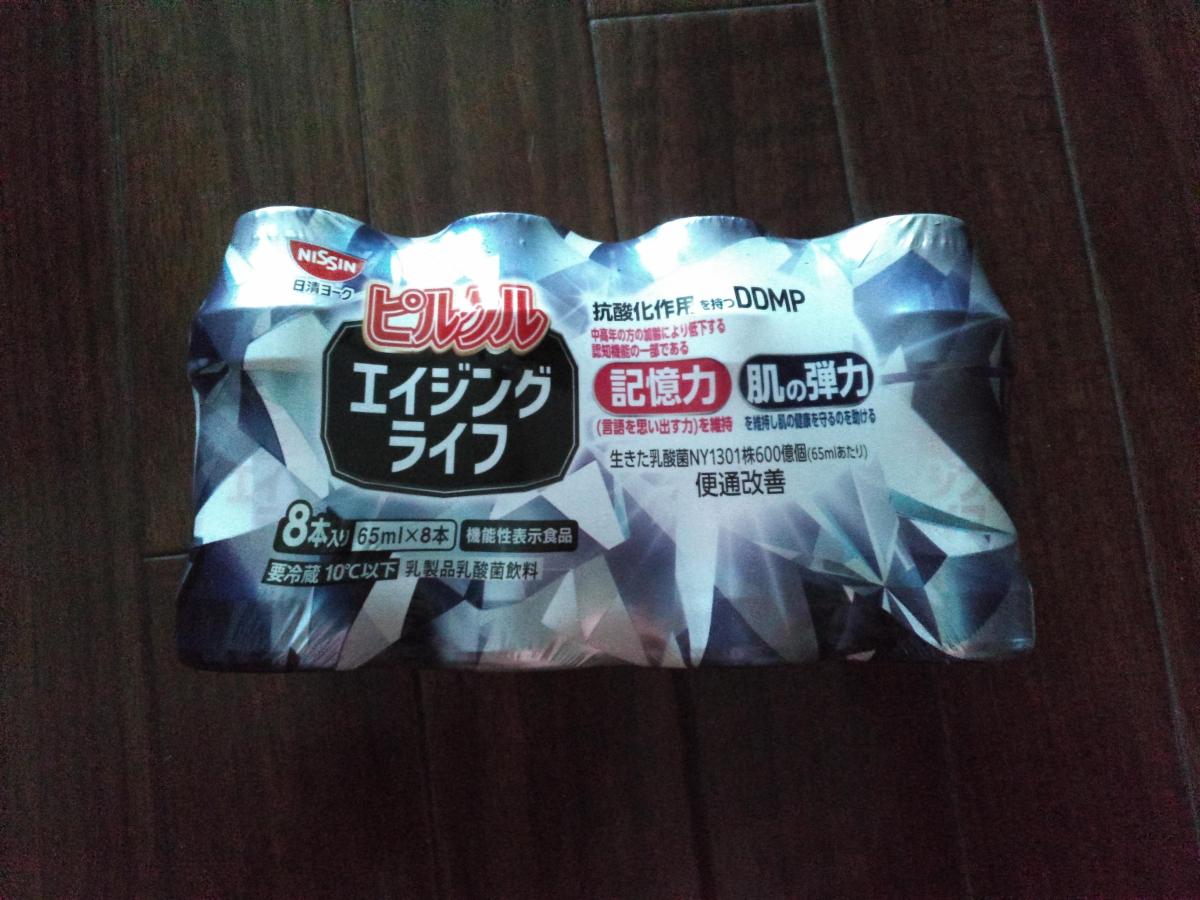 NISSIN
日清ヨーク
ピルクル
エイジング
ライフ
8本入り 65ml×8本 機能性表示食品
要冷蔵 10℃以下 乳製品乳酸菌飲料
抗酸化作用を持つDDMP
中高年の方の加齢により低下する
認知機能の一部である
記憶力
(言語を思い出す力)を維持
肌の弾力
を維持し肌の健康を守るのを助ける
生きた乳酸菌NY1301株600億個(65mlあたり)
便通改善